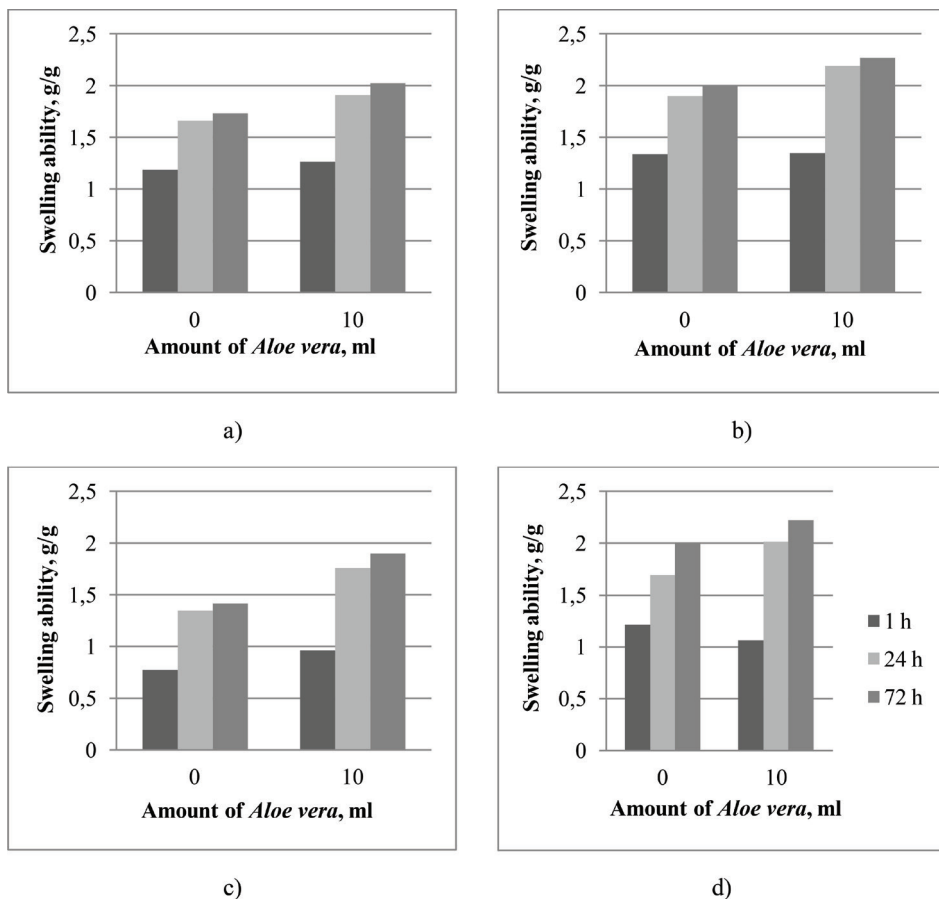 2,5
2
1,5
1
0,5
0
Swelling ability, g/g
0 10
Amount of Aloe vera, ml
a)
2,5
2
1,5
1
0,5
0
Swelling ability, g/g
0 10
Amount of Aloe vera, ml
b)
2,5
2
1,5
1
0,5
0
Swelling ability, g/g
0 10
Amount of Aloe vera, ml
c)
2,5
2
1,5
1
0,5
0
Swelling ability, g/g
0 10
Amount of Aloe vera, ml
1 h
24 h
72 h
d)